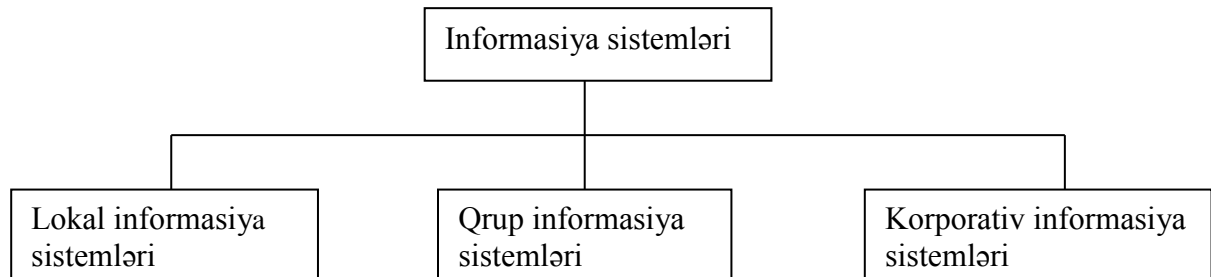 Informasiya sistemləri
Lokal informasiya
sistemləri
Qrup informasiya
sistemləri
Korporativ informasiya
sistemləri